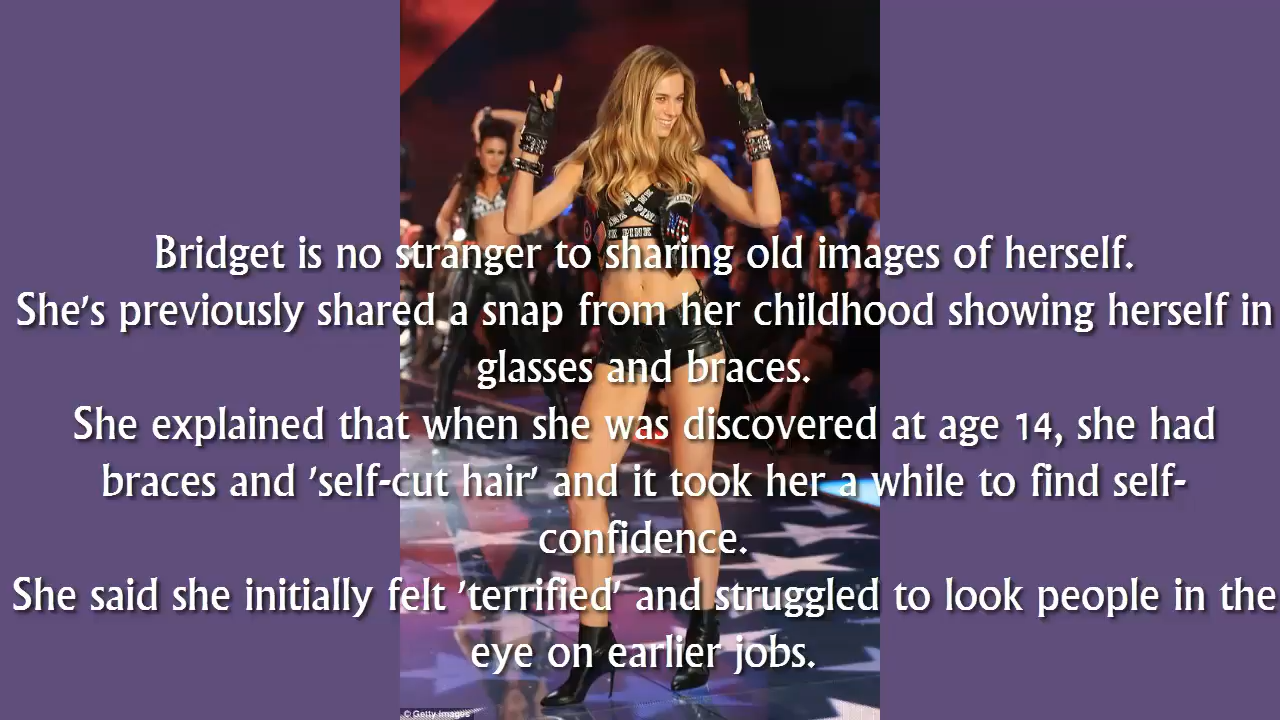 PINK
Bridget is no stranger to sharing old images of herself.
She's previously shared a snap from her childhood showing herself in
glasses and braces.
She explained that when she was discovered at age 14, she had
braces and 'self-cut hair' and it took her a while to find self-
confidence.
She said she initially felt 'terrified' and struggled to look people in the
eye on earlier jobs.
© Getty Images